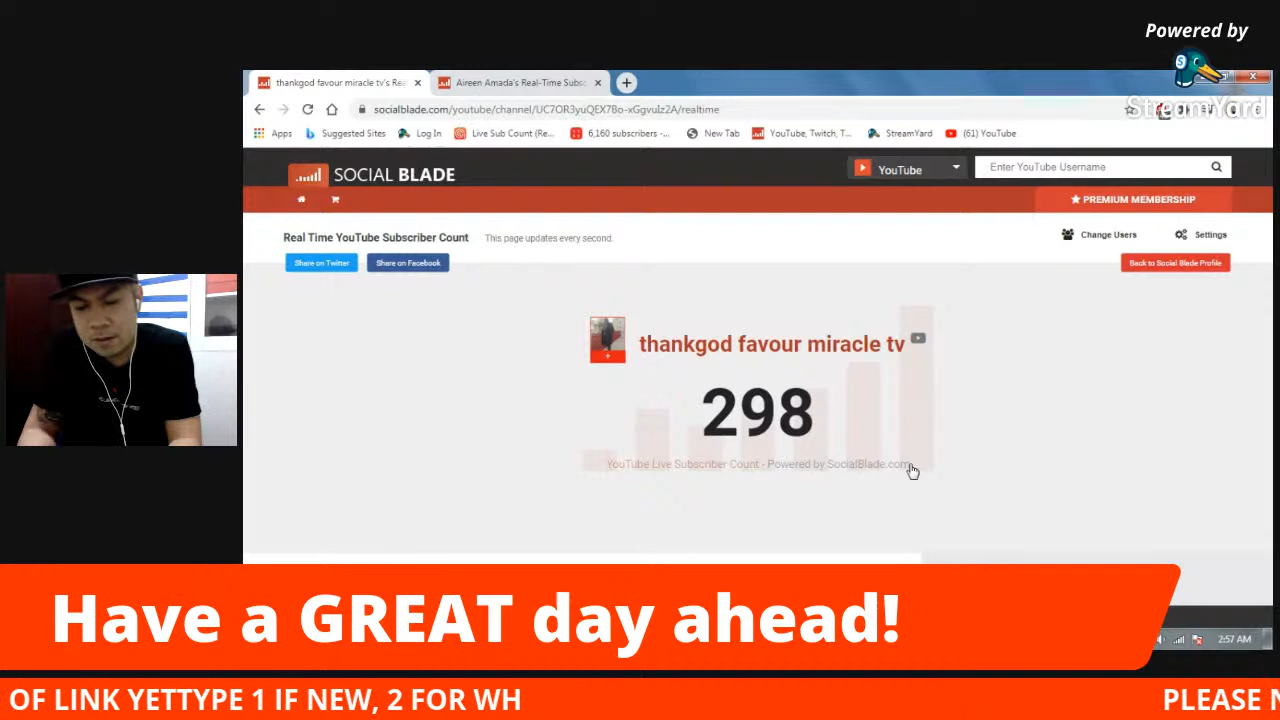 Powered by
StreamYard
thankgod favour miracle tv's Rea
Aireen Amada's Real-Time Subsc
socialblade.com/youtube/channel/UC7OR3yuQEX7Bo-xGgvulz2A/realtime
Apps
Suggested Sites
Log In
Live Sub Count (Re...
6,160 subscribers -...
New Tab
YouTube, Twitch, T...
StreamYard
(61) YouTube
SOCIAL BLADE
YouTube
Enter YouTube Username
PREMIUM MEMBERSHIP
Real Time YouTube Subscriber Count
This page updates every second.
Change Users
Settings
Share on Twitter
Share on Facebook
Back to Social Blade Profile
thankgod favour miracle tv
298
YouTube Live Subscriber Count - Powered by SocialBlade.com
Have a GREAT day ahead!
2:57 AM
OF LINK YETTYPE 1 IF NEW, 2 FOR WH
PLEASE N